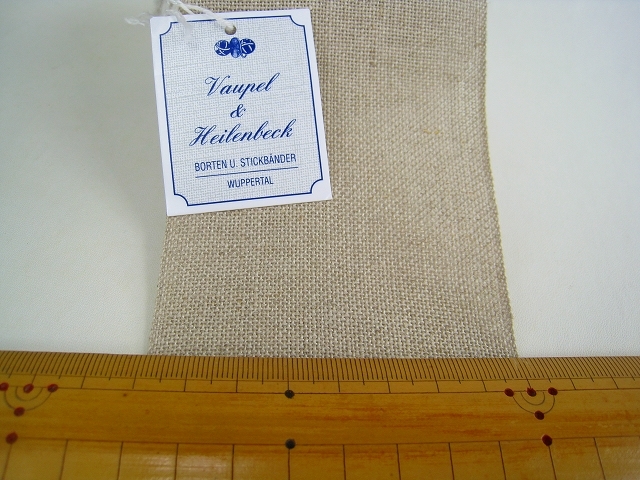 Vaupel
&
Heilenbeck
BORTEN U. STICKBÄNDER
WUPPERTAL